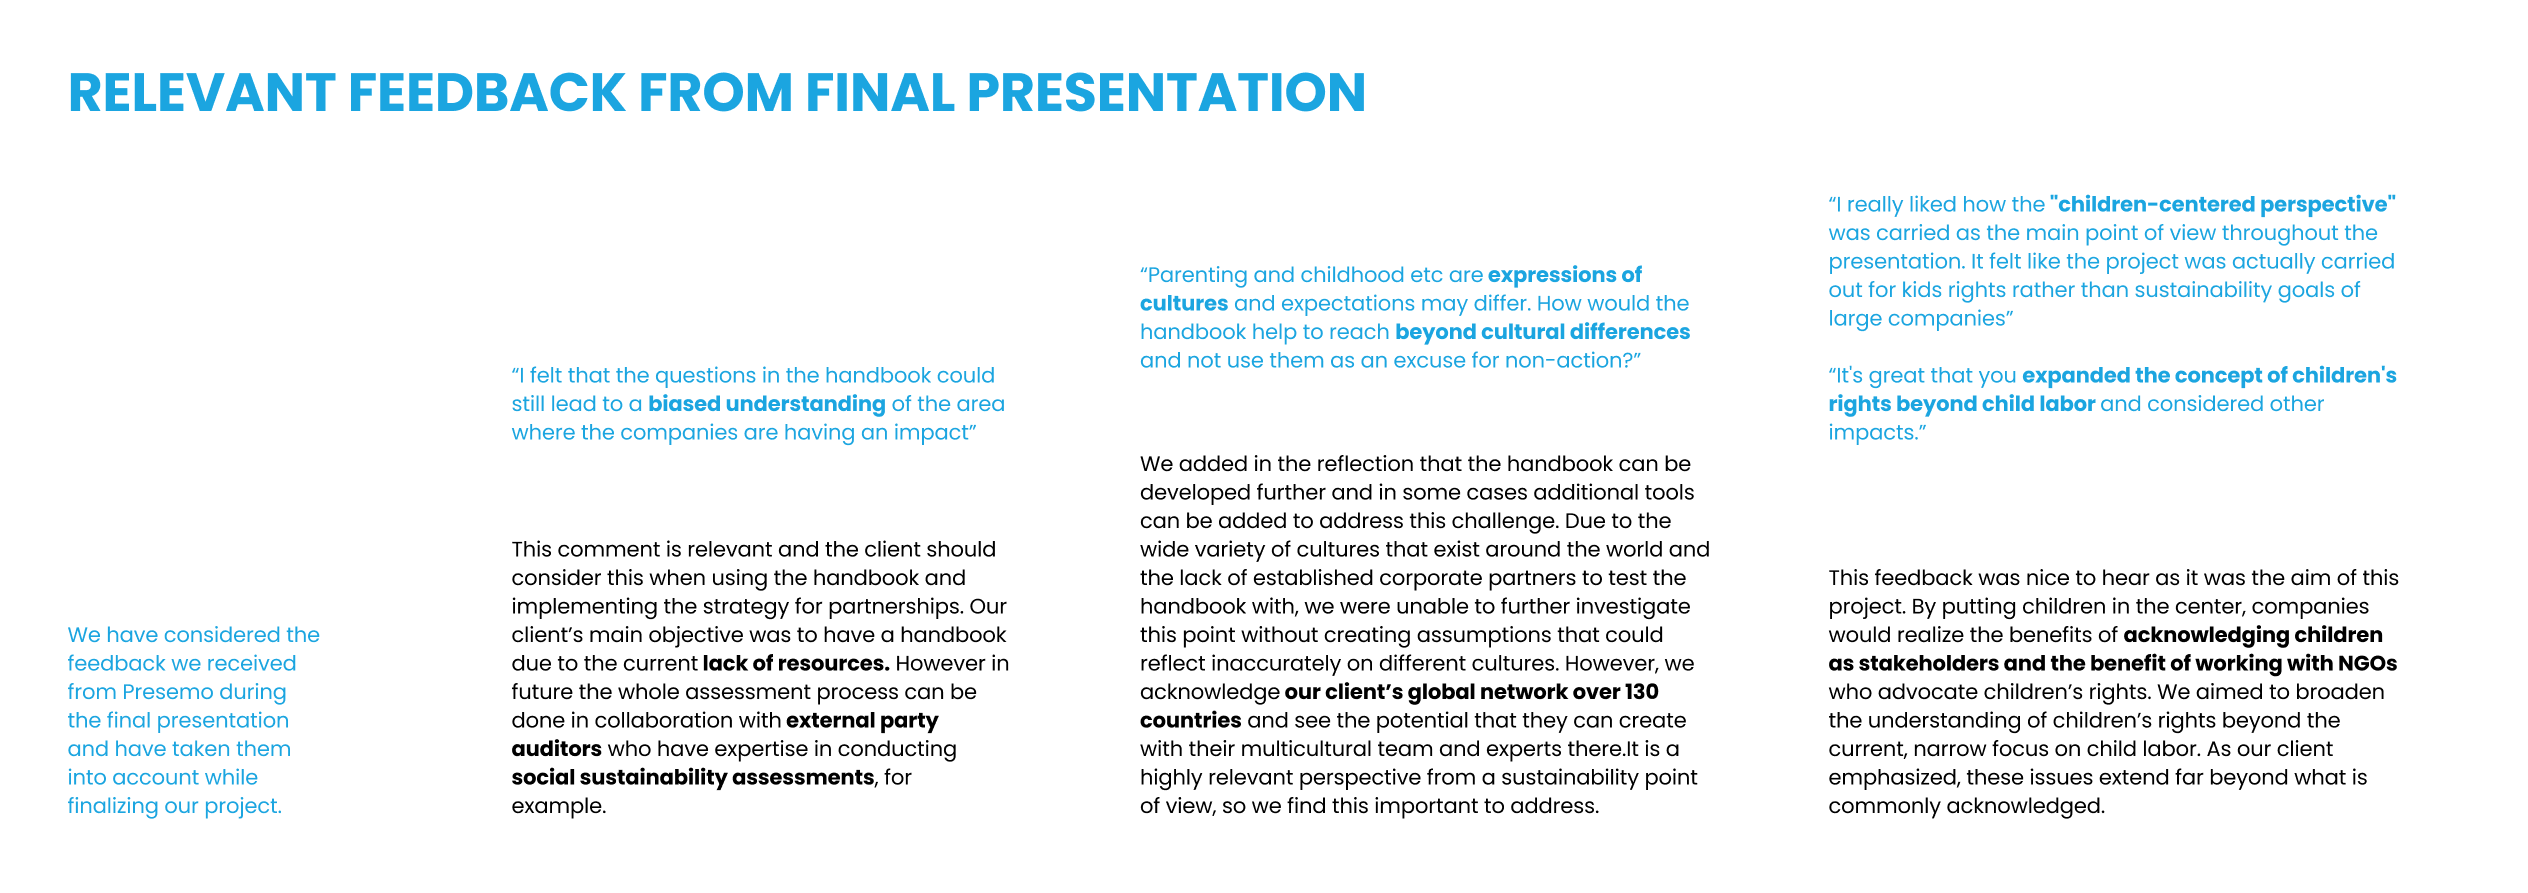 RELEVANT FEEDBACK FROM FINAL PRESENTATION
We have considered the
feedback we received
from Presemo during
the final presentation
and have taken them
into account while
finalizing our project.
“I felt that the questions in the handbook could
still lead to a biased understanding of the area
where the companies are having an impact”
This comment is relevant and the client should
consider this when using the handbook and
implementing the strategy for partnerships. Our
client’s main objective was to have a handbook
due to the current lack of resources. However in
future the whole assessment process can be
done in collaboration with external party
auditors who have expertise in conducting
social sustainability assessments, for
example.
“Parenting and childhood etc are expressions of
cultures and expectations may differ. How would the
handbook help to reach beyond cultural differences
and not use them as an excuse for non-action?”
We added in the reflection that the handbook can be
developed further and in some cases additional tools
can be added to address this challenge. Due to the
wide variety of cultures that exist around the world and
the lack of established corporate partners to test the
handbook with, we were unable to further investigate
this point without creating assumptions that could
reflect inaccurately on different cultures. However, we
acknowledge our client’s global network over 130
countries and see the potential that they can create
with their multicultural team and experts there.It is a
highly relevant perspective from a sustainability point
of view, so we find this important to address.
“I really liked how the "children-centered perspective"
was carried as the main point of view throughout the
presentation. It felt like the project was actually carried
out for kids rights rather than sustainability goals of
large companies”
“It's great that you expanded the concept of children's
rights beyond child labor and considered other
impacts.”
This feedback was nice to hear as it was the aim of this
project. By putting children in the center, companies
would realize the benefits of acknowledging children
as stakeholders and the benefit of working with NGOs
who advocate children’s rights. We aimed to broaden
the understanding of children’s rights beyond the
current, narrow focus on child labor. As our client
emphasized, these issues extend far beyond what is
commonly acknowledged.